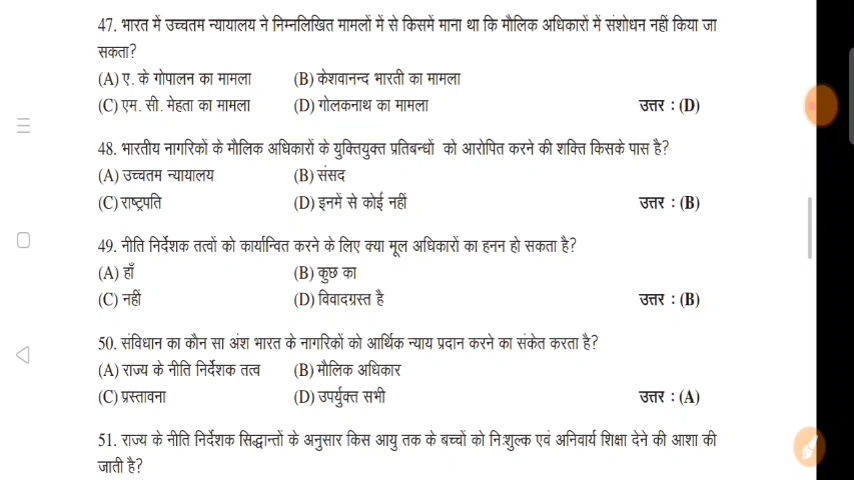 47. भारत में उच्चतम न्यायालय ने निम्नलिखित मामलों में से किसमें माना था कि मौलिक अधिकारों में संशोधन नहीं किया जा
सकता?
(A) ए. के गोपालन का मामला (B) केशवानन्द भारती का मामला
(C) एम. सी. मेहता का मामला (D) गोलकनाथ का मामला उत्तर : (D)
48. भारतीय नागरिकों के मौलिक अधिकारों के युक्तियुक्त प्रतिबन्धों को आरोपित करने की शक्ति किसके पास है?
(A) उच्चतम न्यायालय (B) संसद
(C) राष्ट्रपति (D) इनमें से कोई नहीं उत्तर : (B)
49. नीति निर्देशक तत्वों को कार्यान्वित करने के लिए क्या मूल अधिकारों का हनन हो सकता है?
(A) हाँ (B) कुछ का
(C) नहीं (D) विवादग्रस्त है उत्तर : (B)
50. संविधान का कौन सा अंश भारत के नागरिकों को आर्थिक न्याय प्रदान करने का संकेत करता है?
(A) राज्य के नीति निर्देशक तत्व (B) मौलिक अधिकार
(C) प्रस्तावना (D) उपर्युक्त सभी उत्तर : (A)
51. राज्य के नीति निर्देशक सिद्धान्तों के अनुसार किस आयु तक के बच्चों को निःशुल्क एवं अनिवार्य शिक्षा देने की आशा की
जाती है?